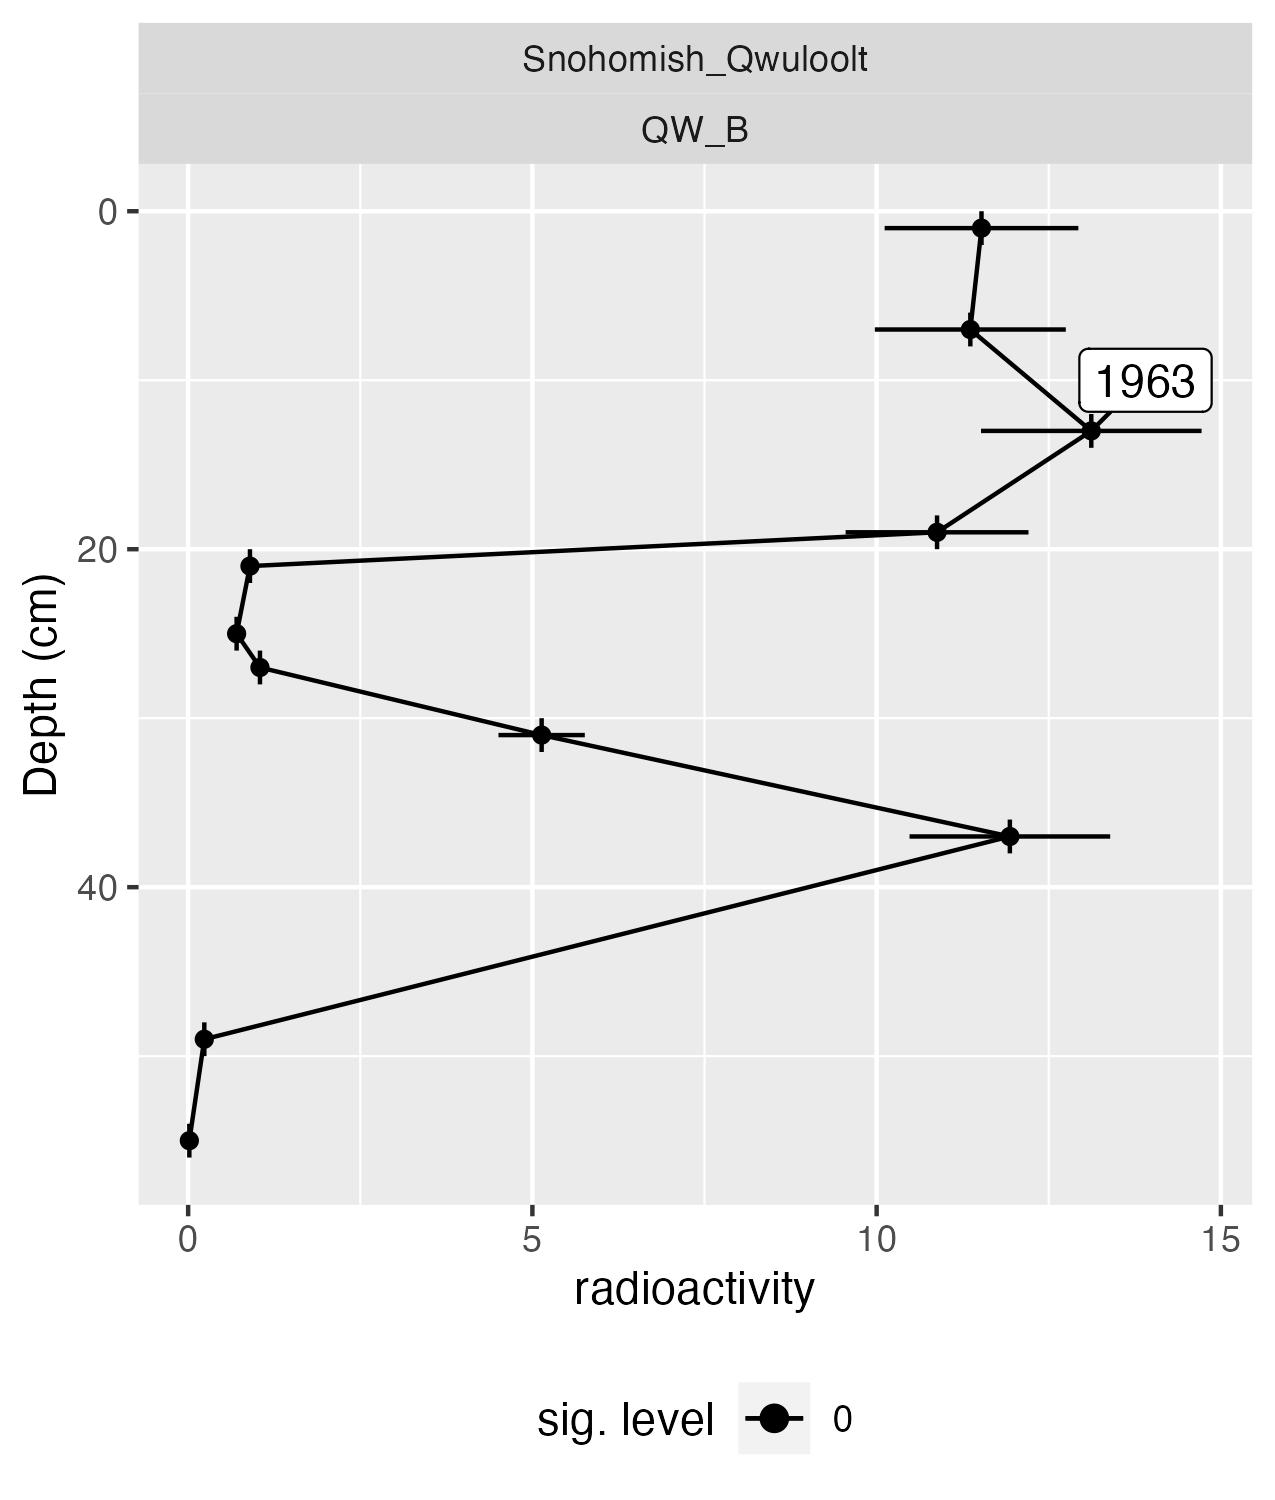 Snohomish_Qwuloolt
QW_B
0
1963
20
Depth (cm)
40
0 5 10 15
radioactivity
sig. level 0